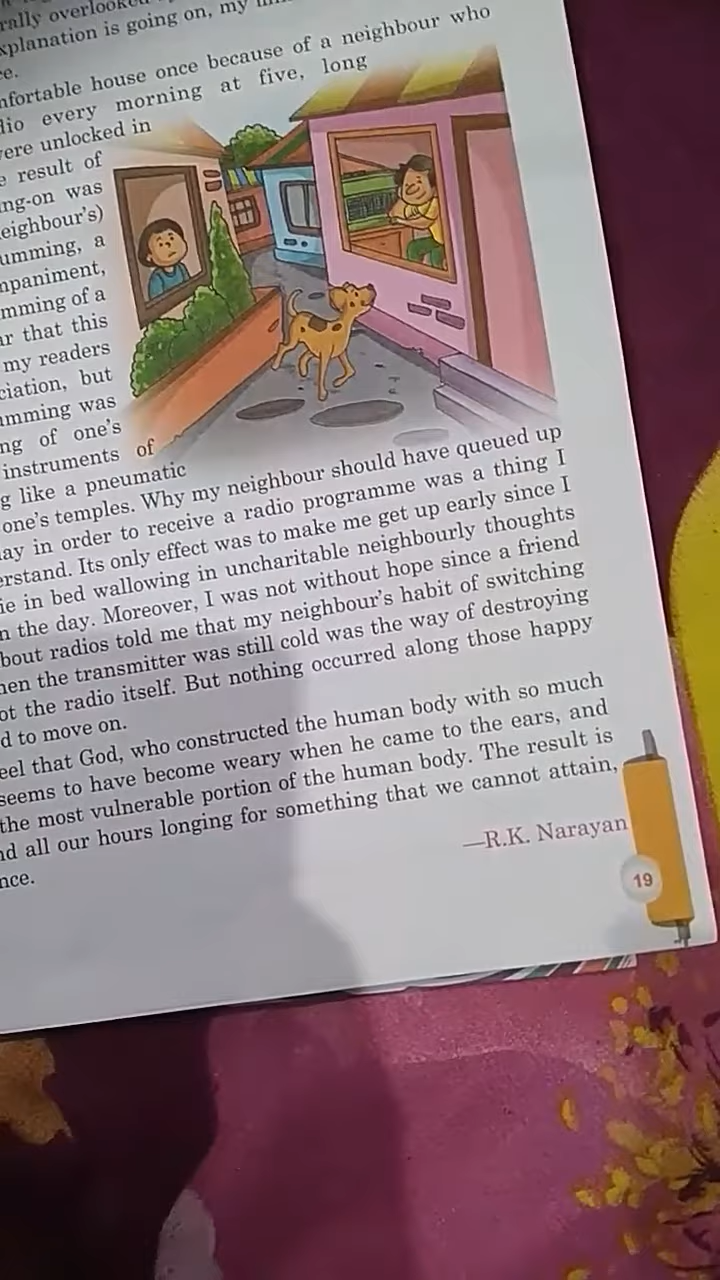 rally overlooked
xplanation is going on, my
e.
nfortable house once because of a neighbour who
dio every morning at five, long
ere unlocked in
e result of
ng-on was
eighbour's)
umming, a
mpaniment,
mming of a
ar that this
my readers
ciation, but
mming was
ng of one's
instruments of
g like a pneumatic
one's temples. Why my neighbour should have queued up
ay in order to receive a radio programme was a thing I
erstand. Its only effect was to make me get up early since I
ie in bed wallowing in uncharitable neighbourly thoughts
n the day. Moreover, I was not without hope since a friend
bout radios told me that my neighbour's habit of switching
hen the transmitter was still cold was the way of destroying
ot the radio itself. But nothing occurred along those happy
d to move on.
eel that God, who constructed the human body with so much
seems to have become weary when he came to the ears, and
the most vulnerable portion of the human body. The result is
nd all our hours longing for something that we cannot attain,
nce.
—R.K. Narayan
19